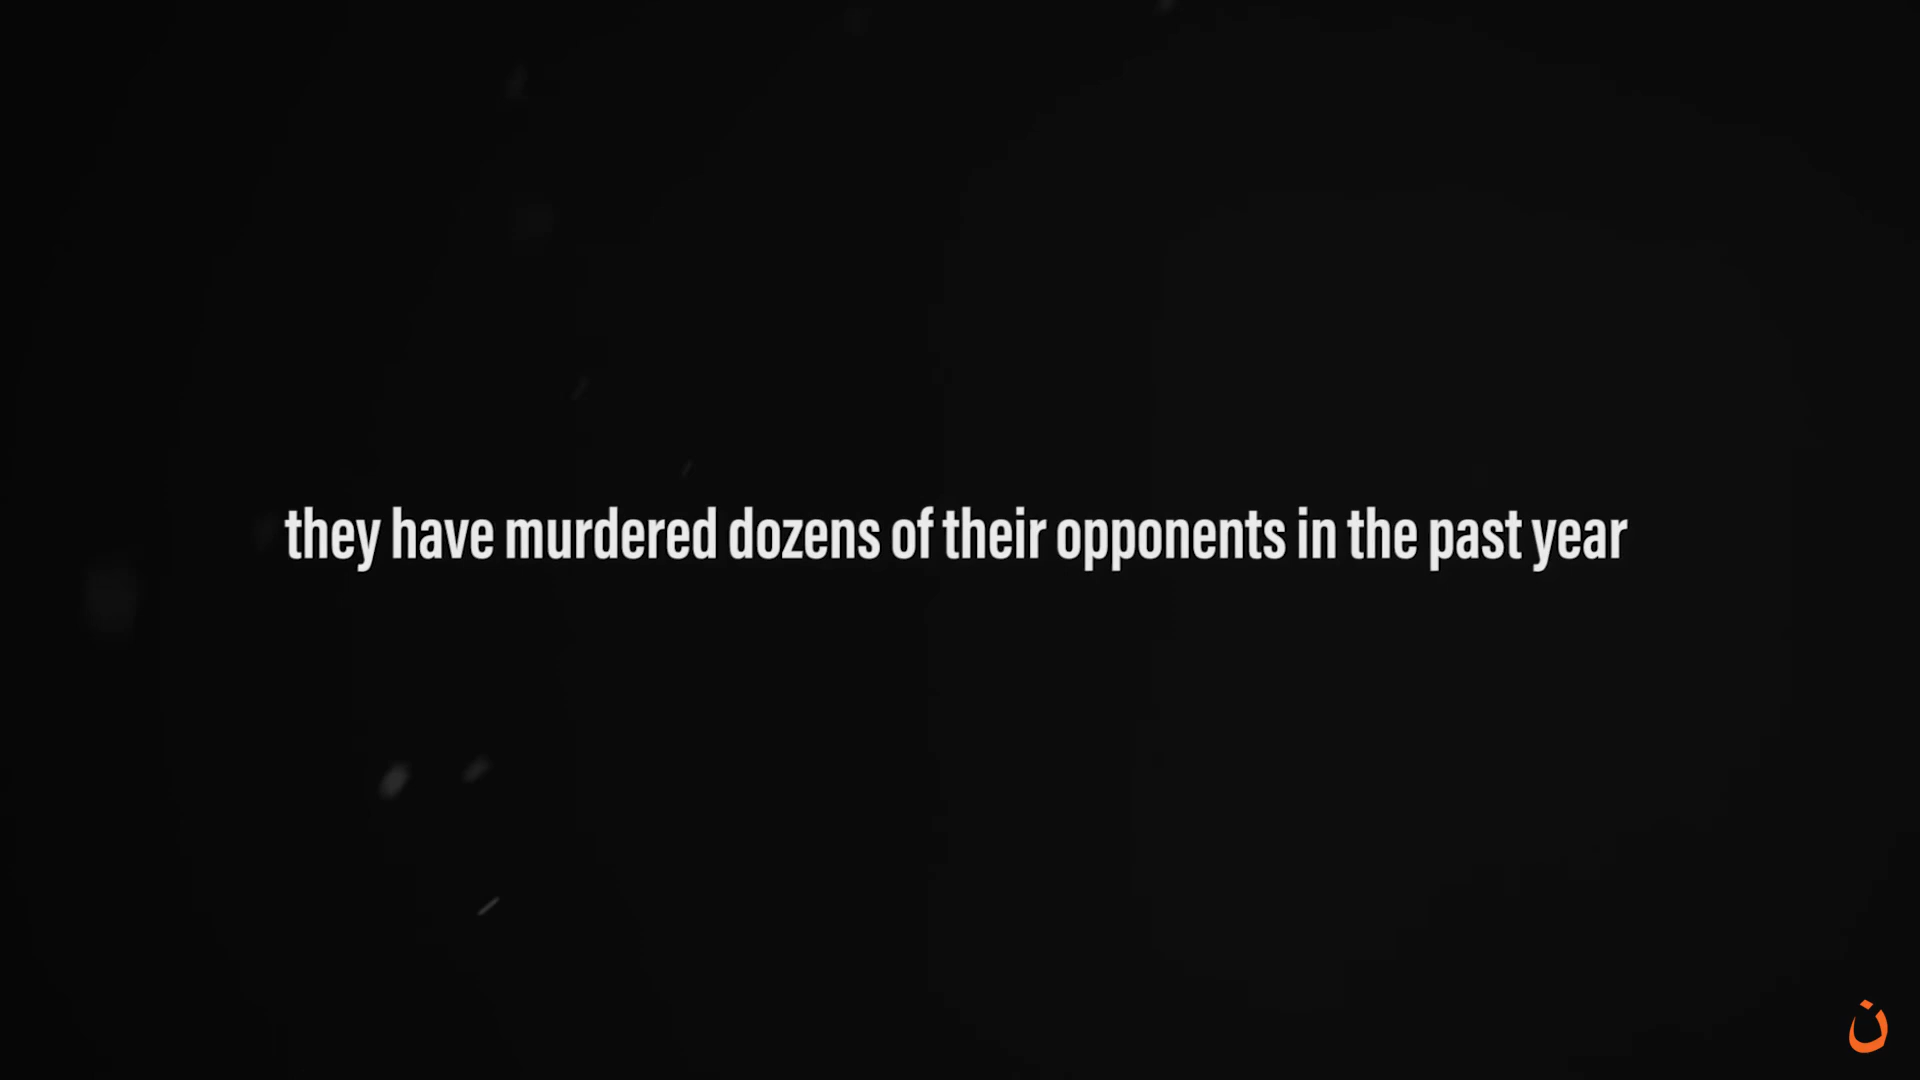 they have murdered dozens of their opponents in the past year
ن